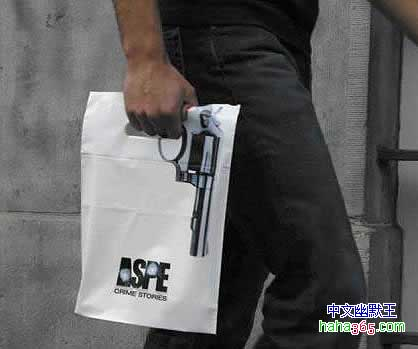 ASPE
CRIME STORIES
中文幽默王
haha365.com